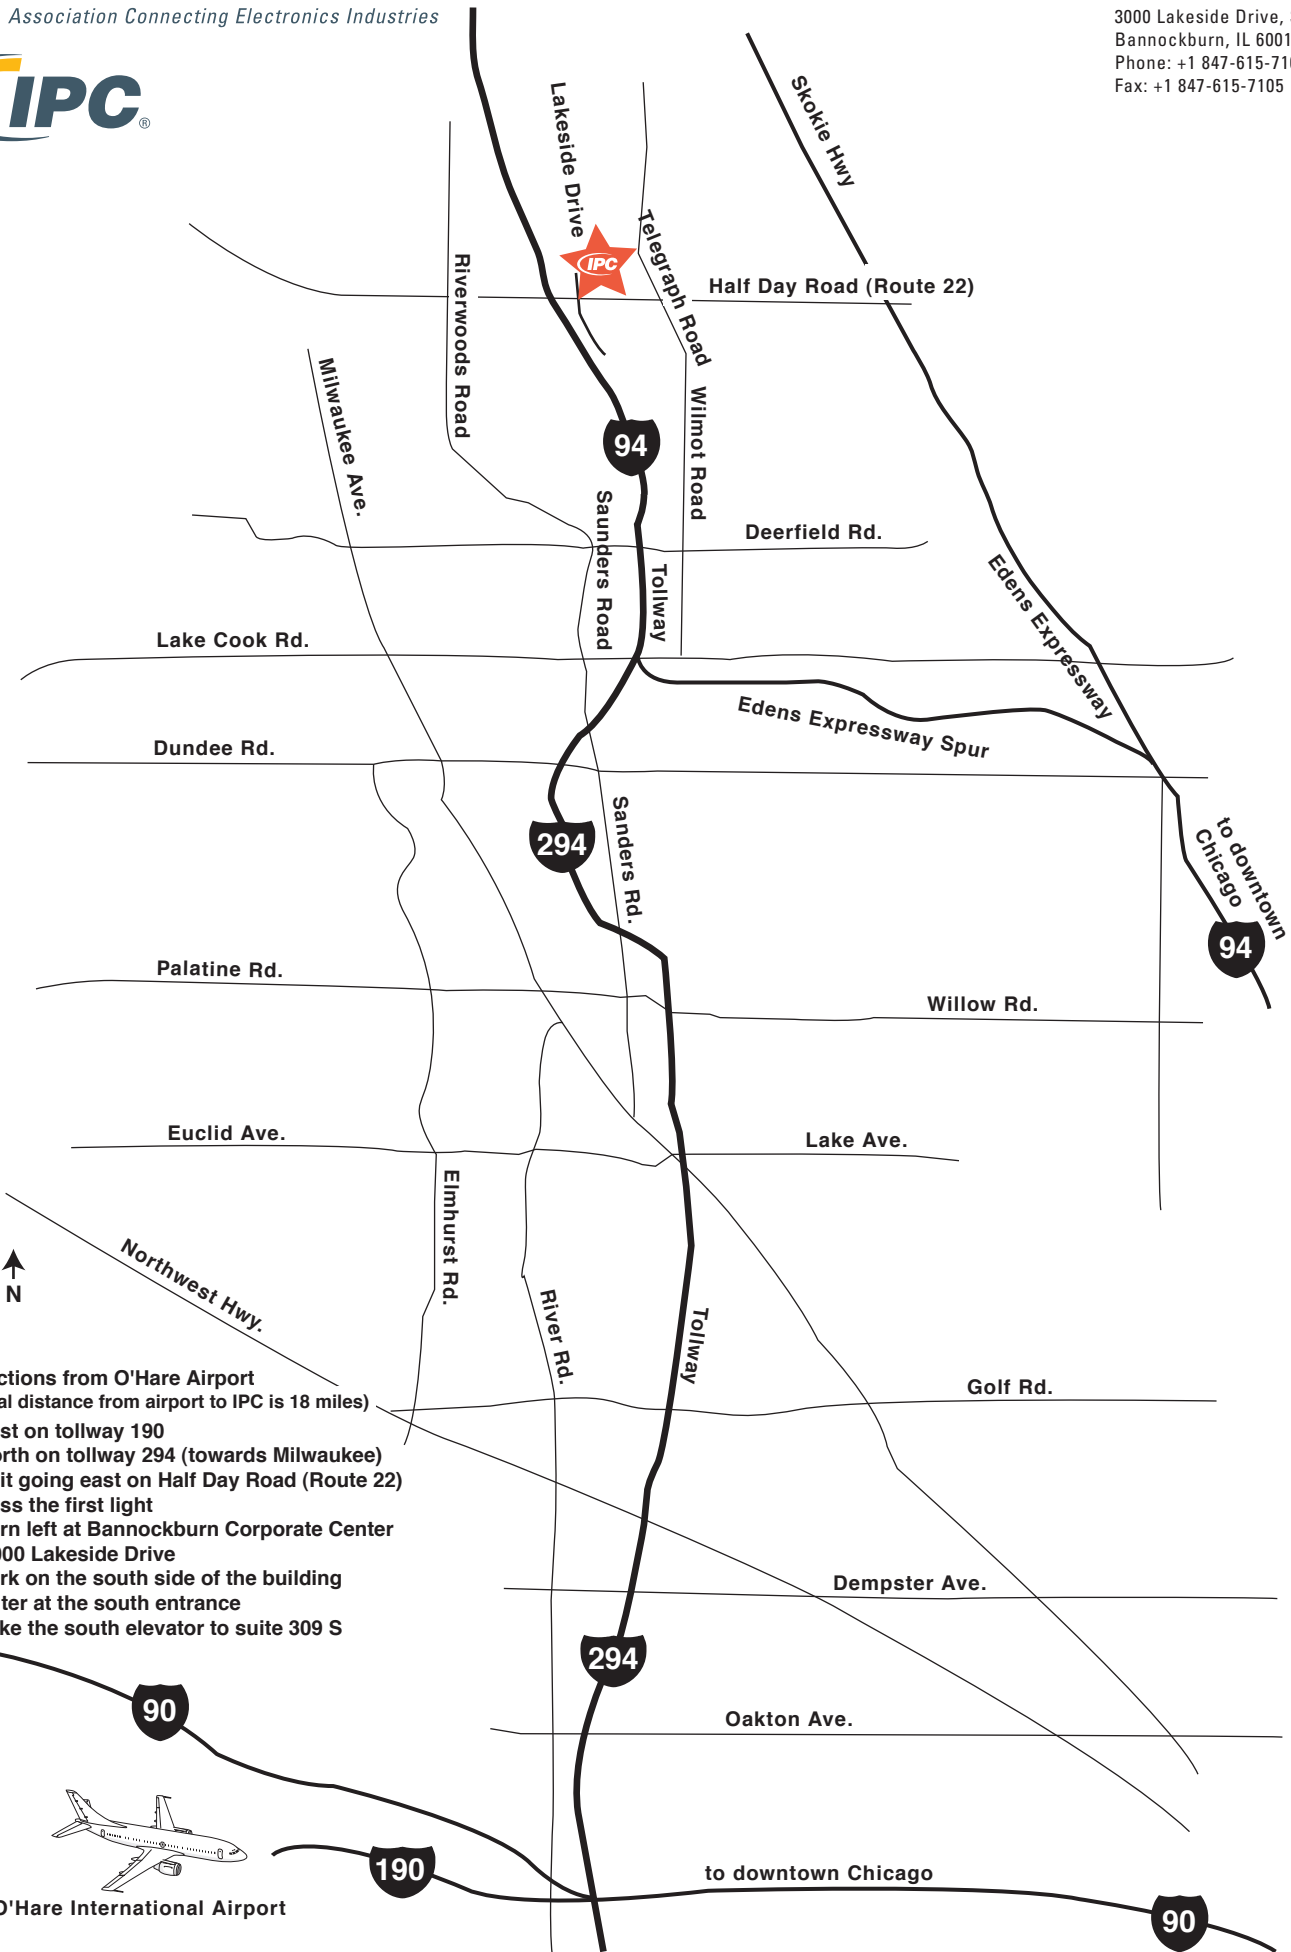 Association Connecting Electronics Industries
IPC®
3000 Lakeside Drive,
Bannockburn, IL 6001
Phone: +1 847-615-710
Fax: +1 847-615-7105
Skokie Hwy
Lakeside Drive
IPC
Telegraph Road
Half Day Road (Route 22)
Riverwoods Road
Milwaukee Ave.
94
Wilmot Road
Saunders Road
Deerfield Rd.
Tollway
Edens Expressway
Lake Cook Rd.
Edens Expressway Spur
Dundee Rd.
Sanders Rd.
294
to downtown
Chicago
94
Palatine Rd.
Willow Rd.
Euclid Ave.
Lake Ave.
Elmhurst Rd.
Northwest Hwy.
N
River Rd.
Tollway
Golf Rd.
ctions from O'Hare Airport
al distance from airport to IPC is 18 miles)
st on tollway 190
orth on tollway 294 (towards Milwaukee)
it going east on Half Day Road (Route 22)
ss the first light
rn left at Bannockburn Corporate Center
000 Lakeside Drive
rk on the south side of the building
ter at the south entrance
ke the south elevator to suite 309 S
Dempster Ave.
294
90
Oakton Ave.
190
to downtown Chicago
O'Hare International Airport
90